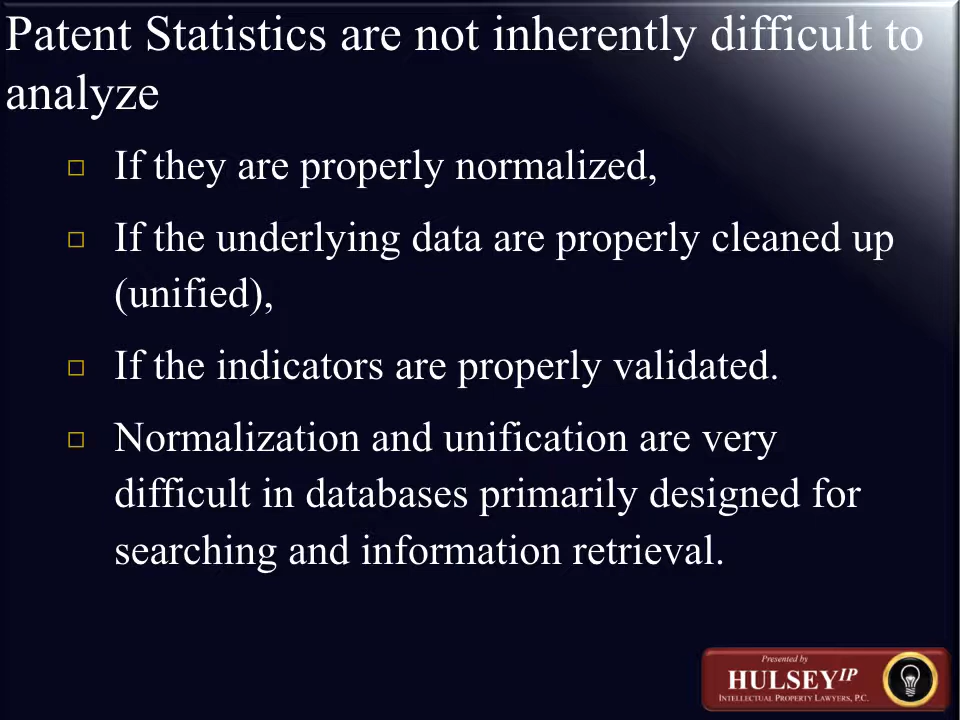 Patent Statistics are not inherently difficult to
analyze
If they are properly normalized,
If the underlying data are properly cleaned up
(unified),
If the indicators are properly validated.
Normalization and unification are very
difficult in databases primarily designed for
searching and information retrieval.
Presented by
HULSEY IP
INTELLECTUAL PROPERTY LAWYERS, P.C.